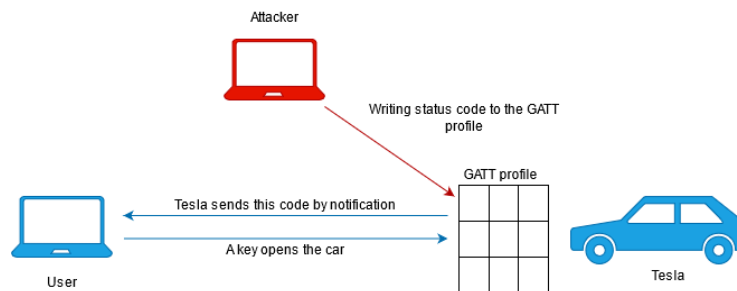 Attacker
Writing status code to the GATT
profile
GATT profile
Tesla sends this code by notification
A key opens the car
User
Tesla